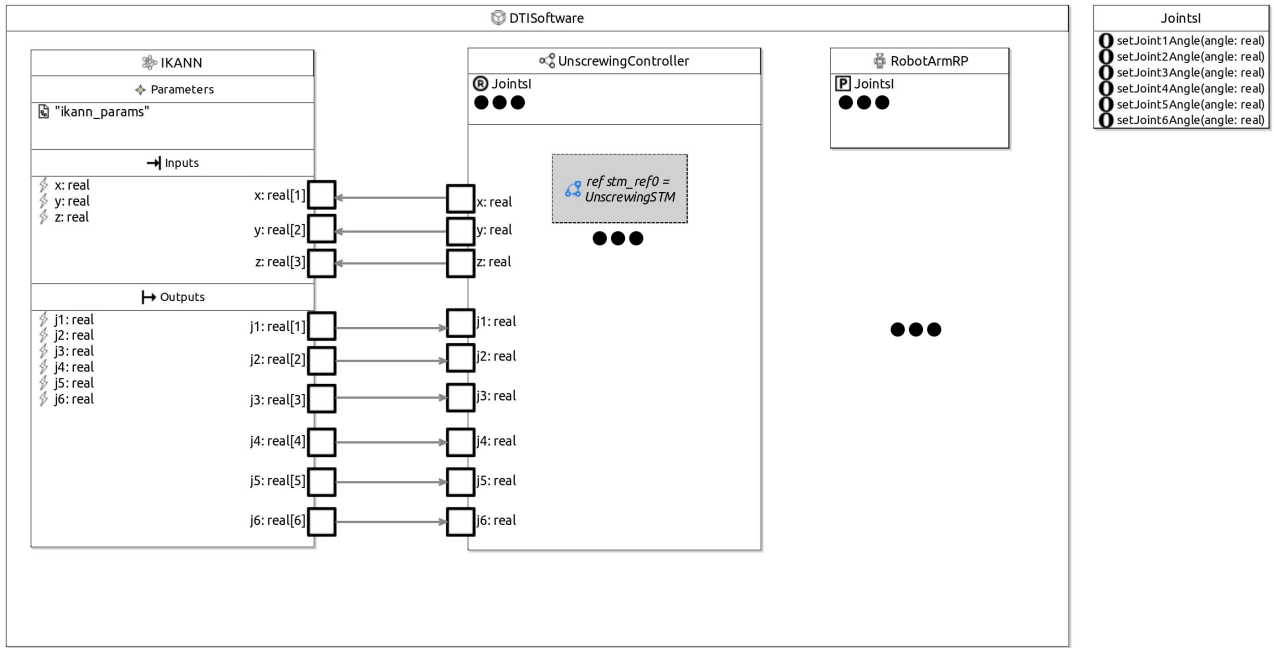 DTISoftware
IKANN
Parameters
"ikann_params"
Inputs
x: real
y: real
z: real
x: real[1]
y: real[2]
z: real[3]
Outputs
j1: real
j2: real
j3: real
j4: real
j5: real
j6: real
j1: real[1]
j2: real[2]
j3: real[3]
j4: real[4]
j5: real[5]
j6: real[6]
UnscrewingController
R JointsI
x: real
y: real
z: real
j1: real
j2: real
j3: real
j4: real
j5: real
j6: real
ref stm_ref0 =
UnscrewingSTM
RobotArmRP
P JointsI
JointsI
O setJoint1Angle(angle: real)
O setJoint2Angle(angle: real)
O setJoint3Angle(angle: real)
O setJoint4Angle(angle: real)
O setJoint5Angle(angle: real)
O setJoint6Angle(angle: real)